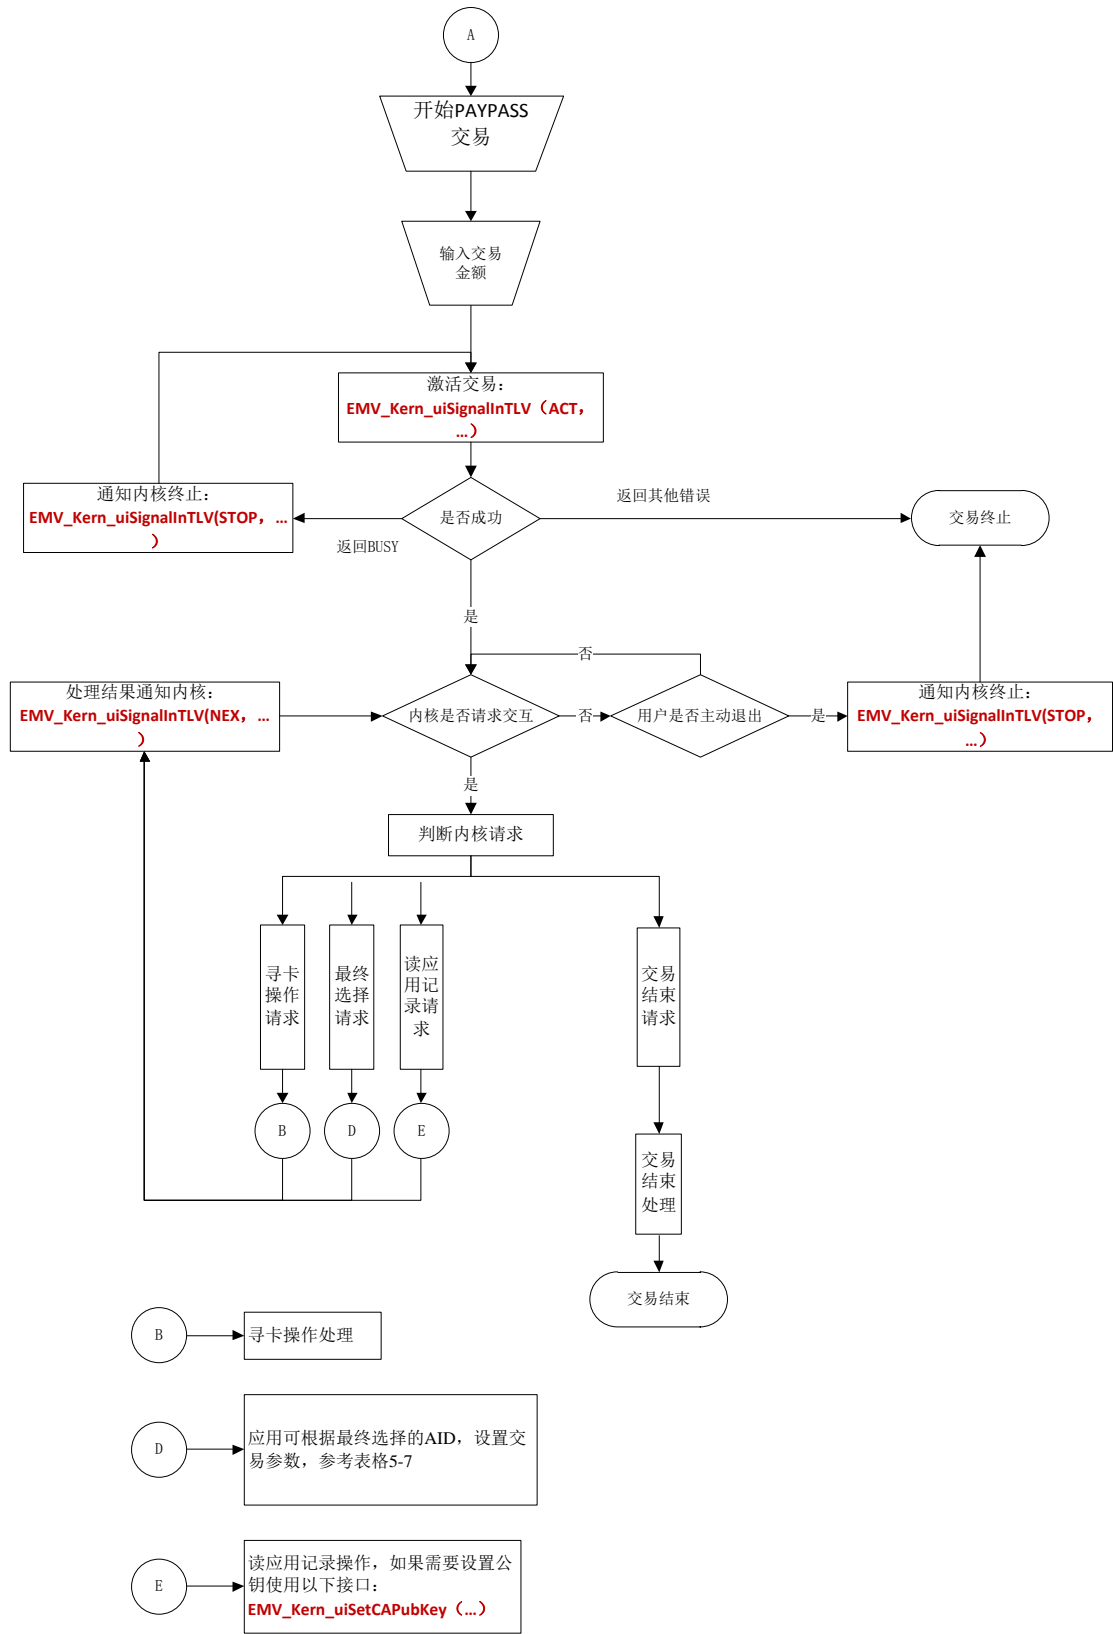 A
开始PAYPASS
交易
输入交易
金额
激活交易：
EMV_Kern_uiSignalInTLV（ACT，
…）
通知内核终止：
EMV_Kern_uiSignalInTLV(STOP，…
）
返回BUSY
是否成功
返回其他错误
交易终止
是
否
处理结果通知内核：
EMV_Kern_uiSignalInTLV(NEX，…
）
内核是否请求交互
否
用户是否主动退出
是
通知内核终止：
EMV_Kern_uiSignalInTLV(STOP，
…）
是
判断内核请求
寻卡
操作
请求
最终
选择
请求
读应
用记
录请
求
交易
结束
请求
B
D
E
交易
结束
处理
交易结束
B
寻卡操作处理
D
应用可根据最终选择的AID，设置交
易参数，参考表格5-7
E
读应用记录操作，如果需要设置公
钥使用以下接口：
EMV_Kern_uiSetCAPubKey（…）